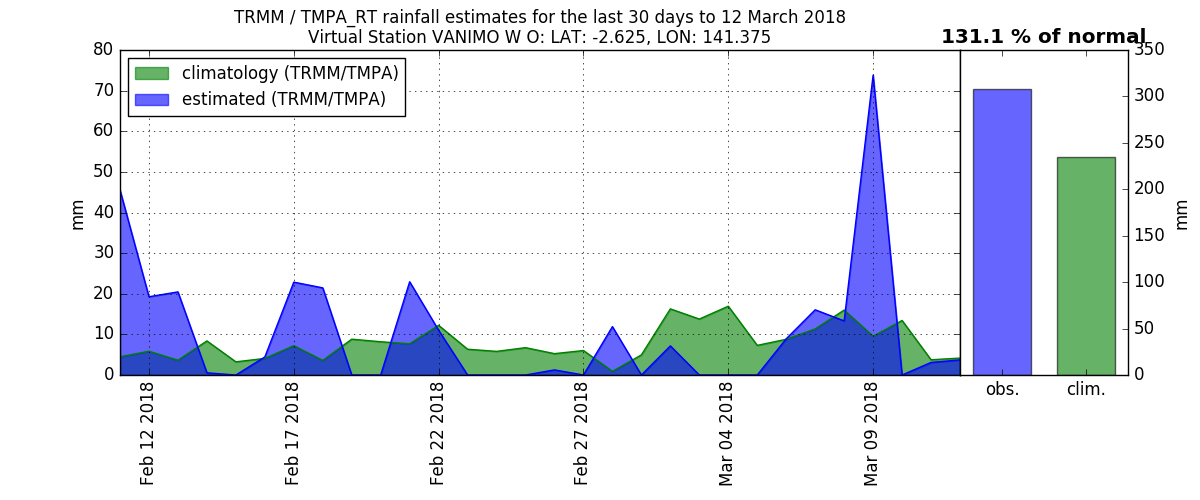 TRMM / TMPA_RT rainfall estimates for the last 30 days to 12 March 2018
Virtual Station VANIMO W O: LAT: -2.625, LON: 141.375
131.1 % of normal
climatology (TRMM/TMPA)
estimated (TRMM/TMPA)
80
70
60
50
40
30
20
10
0
mm
Feb 12 2018
Feb 17 2018
Feb 22 2018
Feb 27 2018
Mar 04 2018
Mar 09 2018
obs.
clim.
350
300
250
200
150
100
50
0
mm